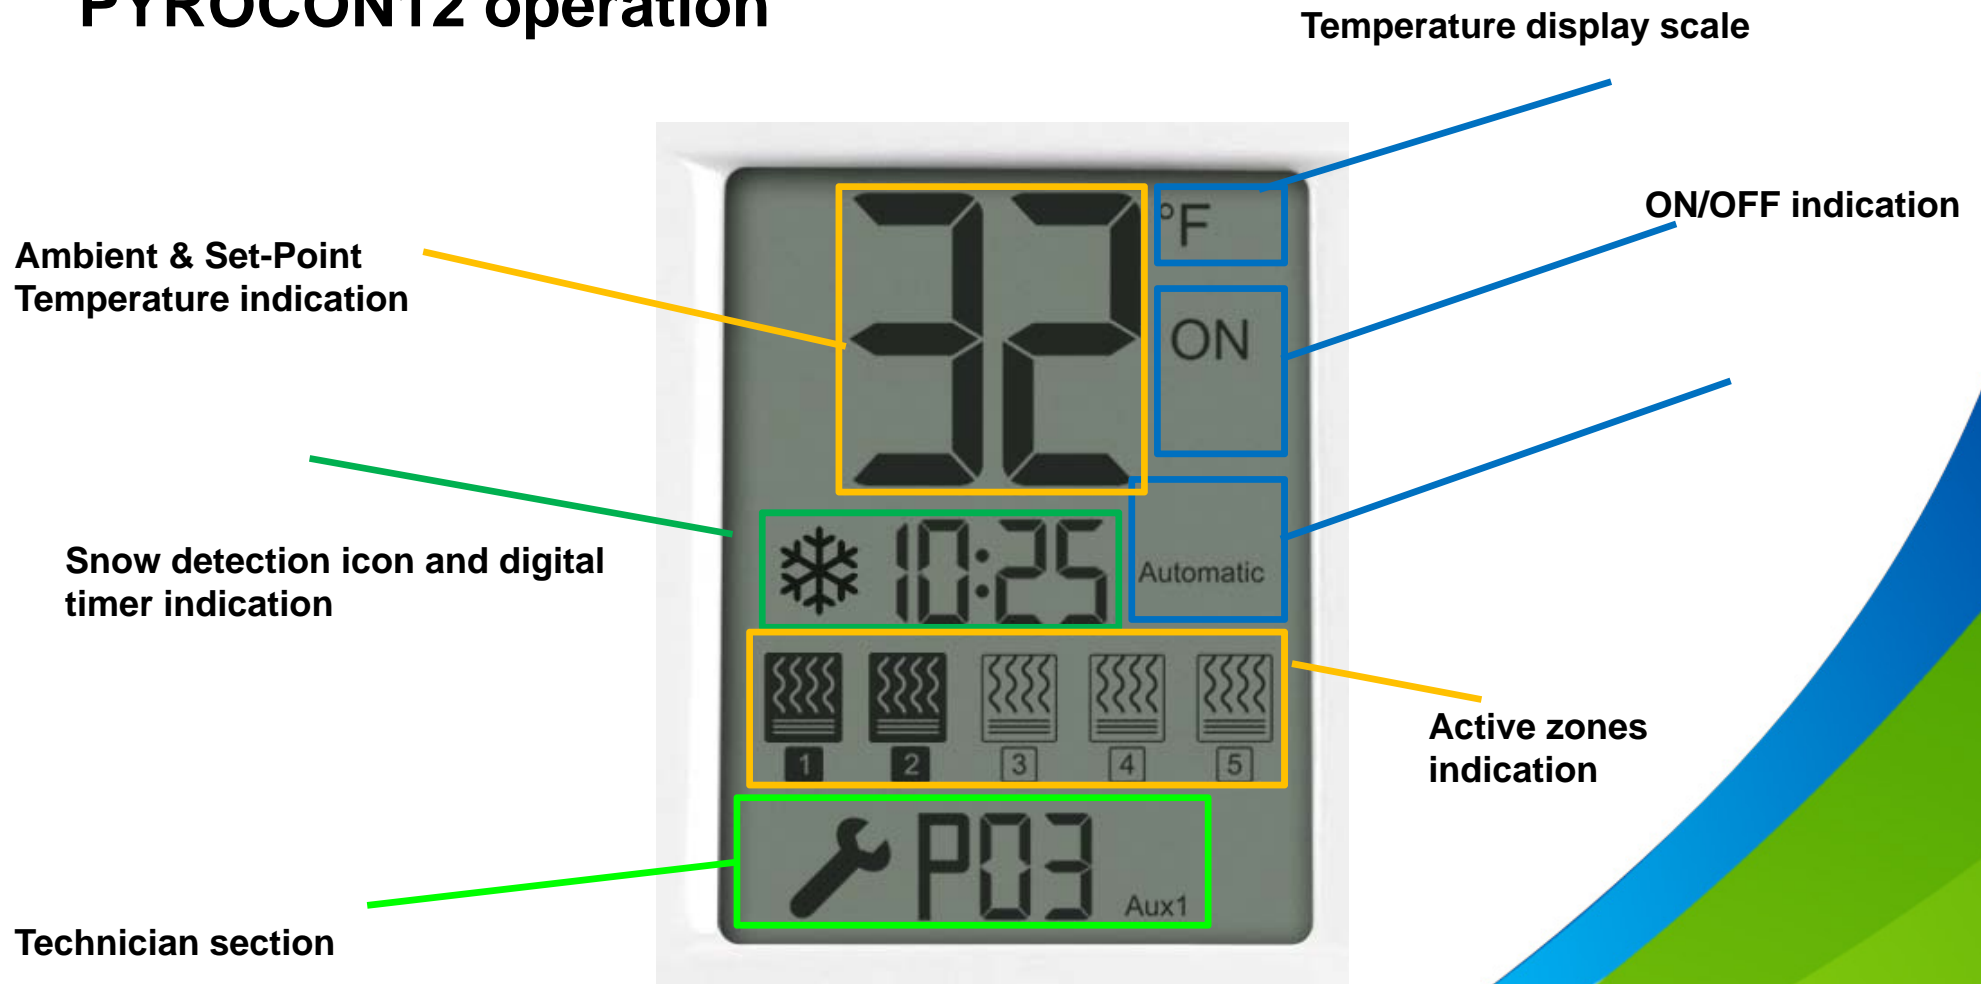 PYROCON12 operation
Temperature display scale
ON/OFF indication
Ambient & Set-Point
Temperature indication
32 °F
ON
Snow detection icon and digital
timer indication
10:25
Automatic
1 2 3 4 5
Active zones
indication
P03 Aux1
Technician section